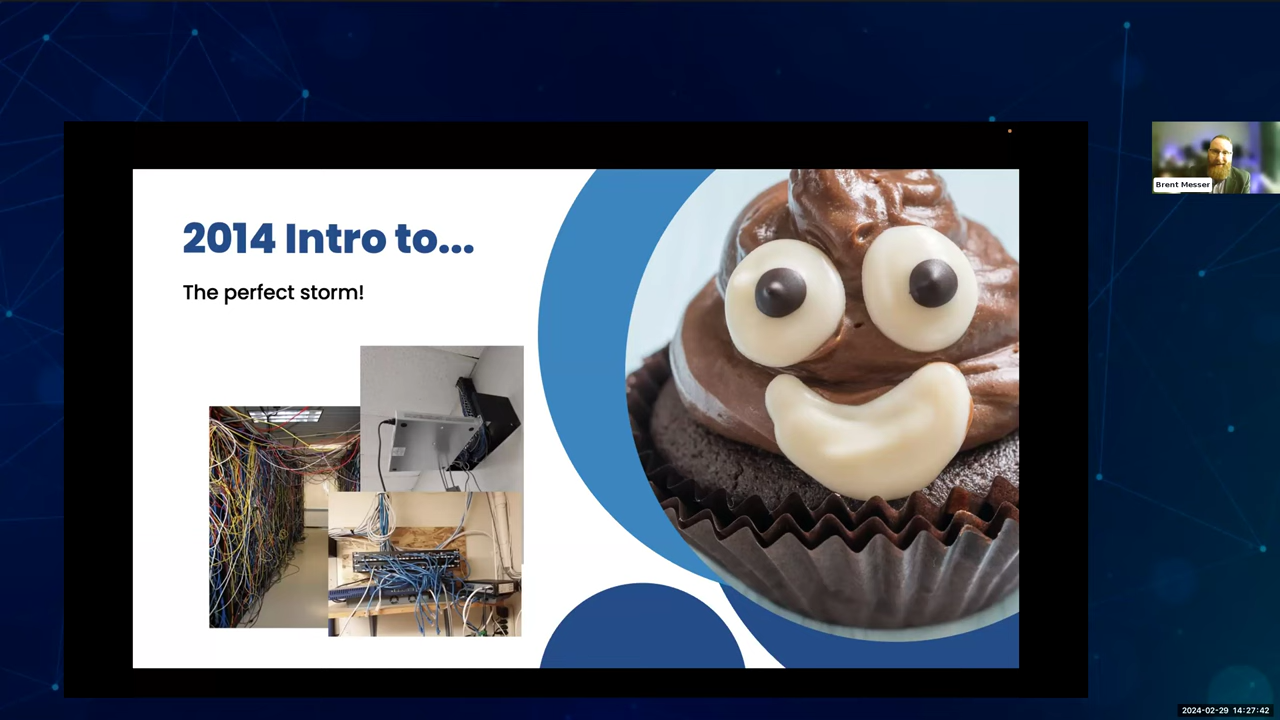 2014 Intro to...
The perfect storm!
Brent Messer
2024-02-29 14:27:42